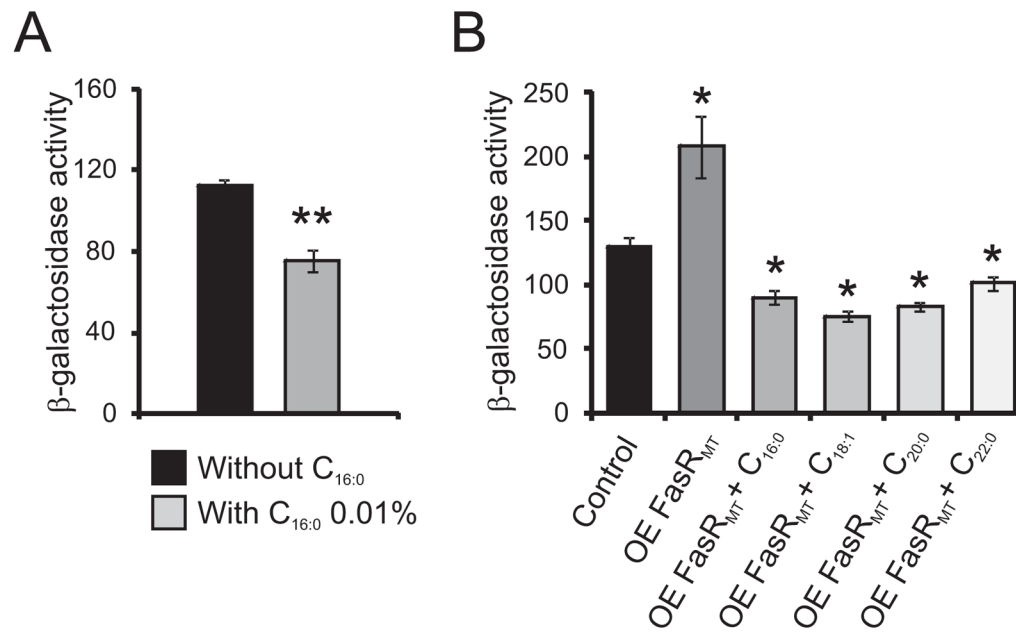 A
β-galactosidase activity
160
120
80
40
0
**
Without C16:0
With C16:0 0.01%
B
β-galactosidase activity
250
200
150
100
50
0
*
*
*
*
*
Control
OE FasRMT
OE FasRMT + C16:0
OE FasRMT + C18:1
OE FasRMT + C20:0
OE FasRMT + C22:0